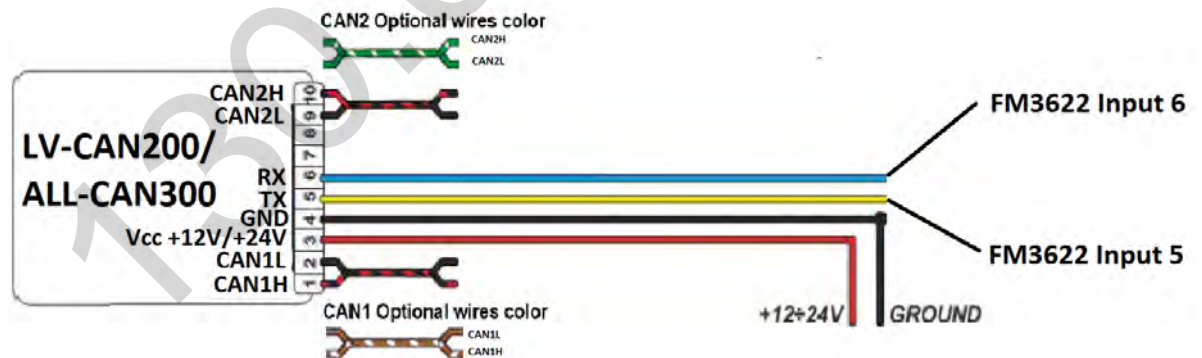 CAN2 Optional wires color
CAN2H
CAN2L
CAN2H 10
CAN2L 9
8
7
LV-CAN200/
ALL-CAN300
RX 6
TX 5
GND 4
Vcc +12V/+24V 3
CAN1L 2
CAN1H 1
FM3622 Input 6
FM3622 Input 5
+12÷24V
GROUND
CAN1 Optional wires color
CAN1L
CAN1H